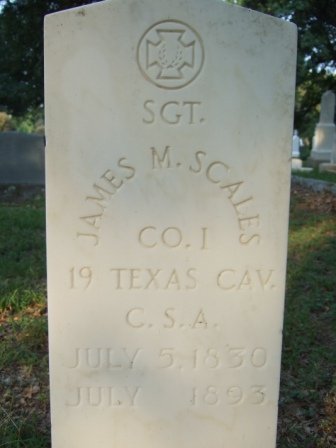 SGT.
JAMES M. SCALES
CO. I
19 TEXAS CAV.
C. S. A.
JULY 5, 1830
JULY 1893